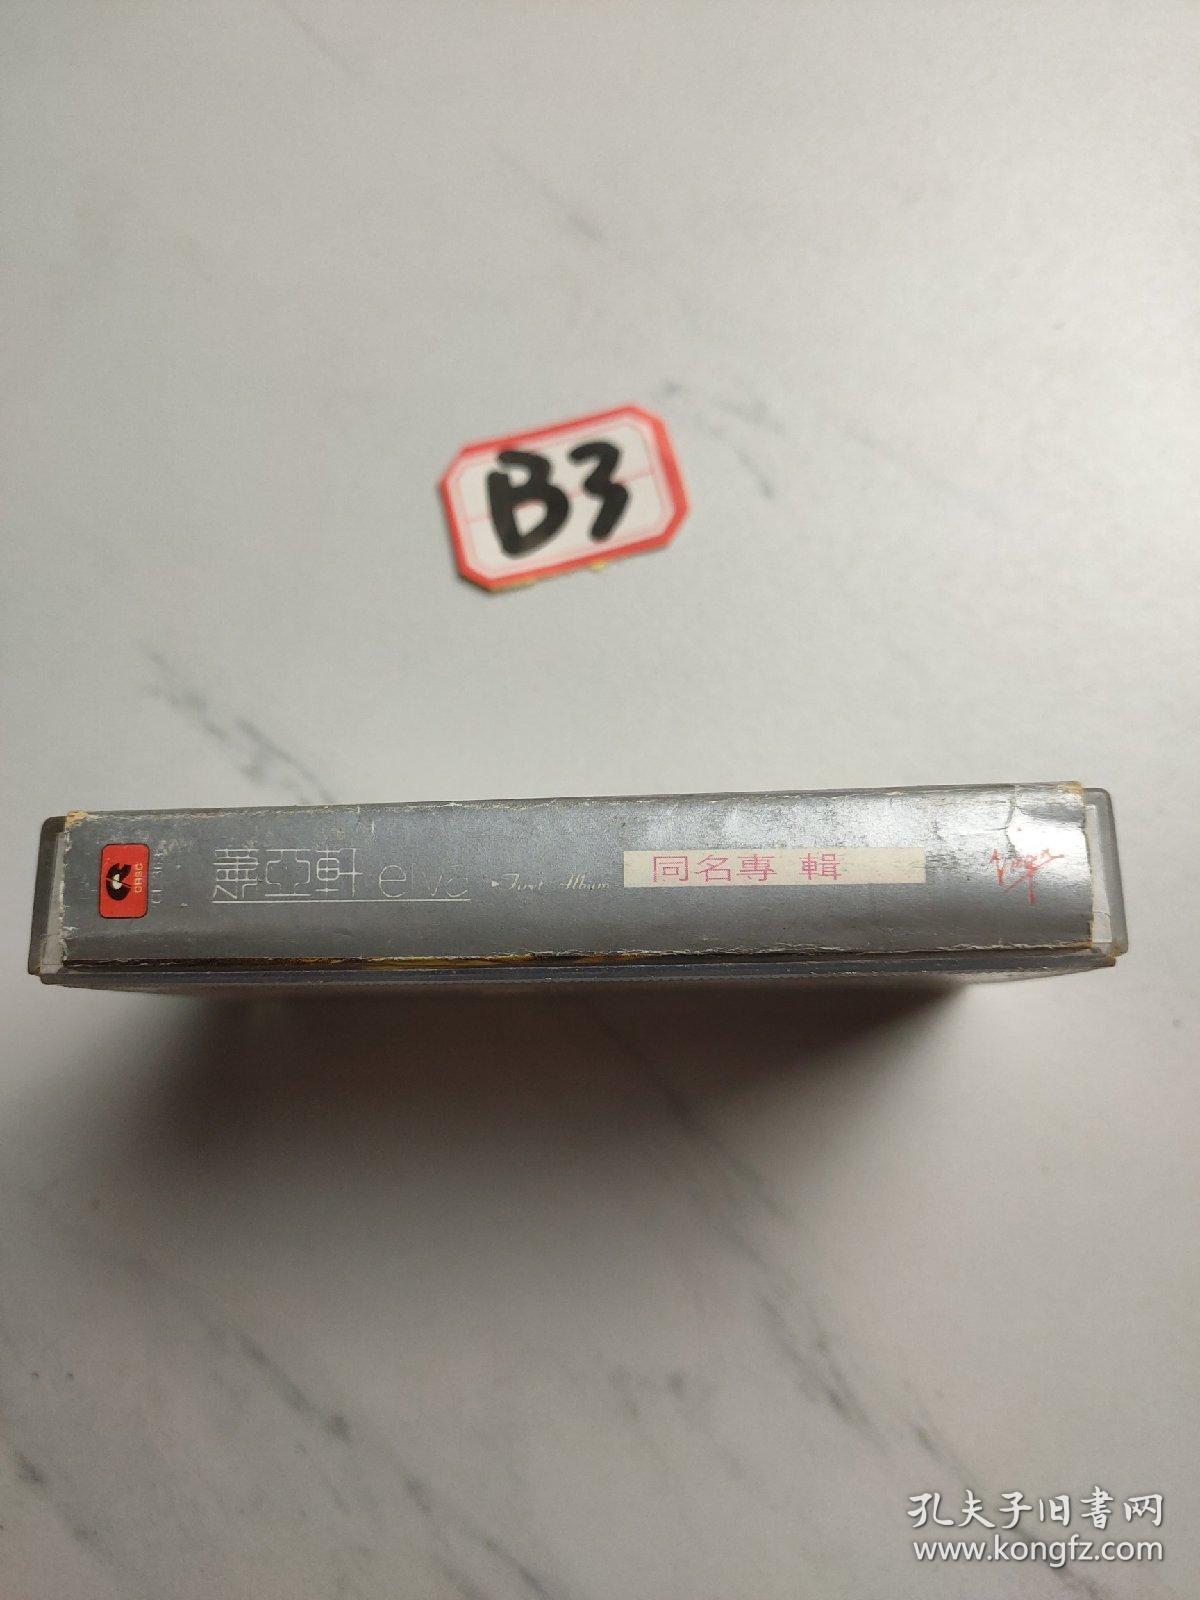 B3
CRSC
蕭亞軒 elva First Album
同名專輯
孔夫子旧书网
www.kongfz.com